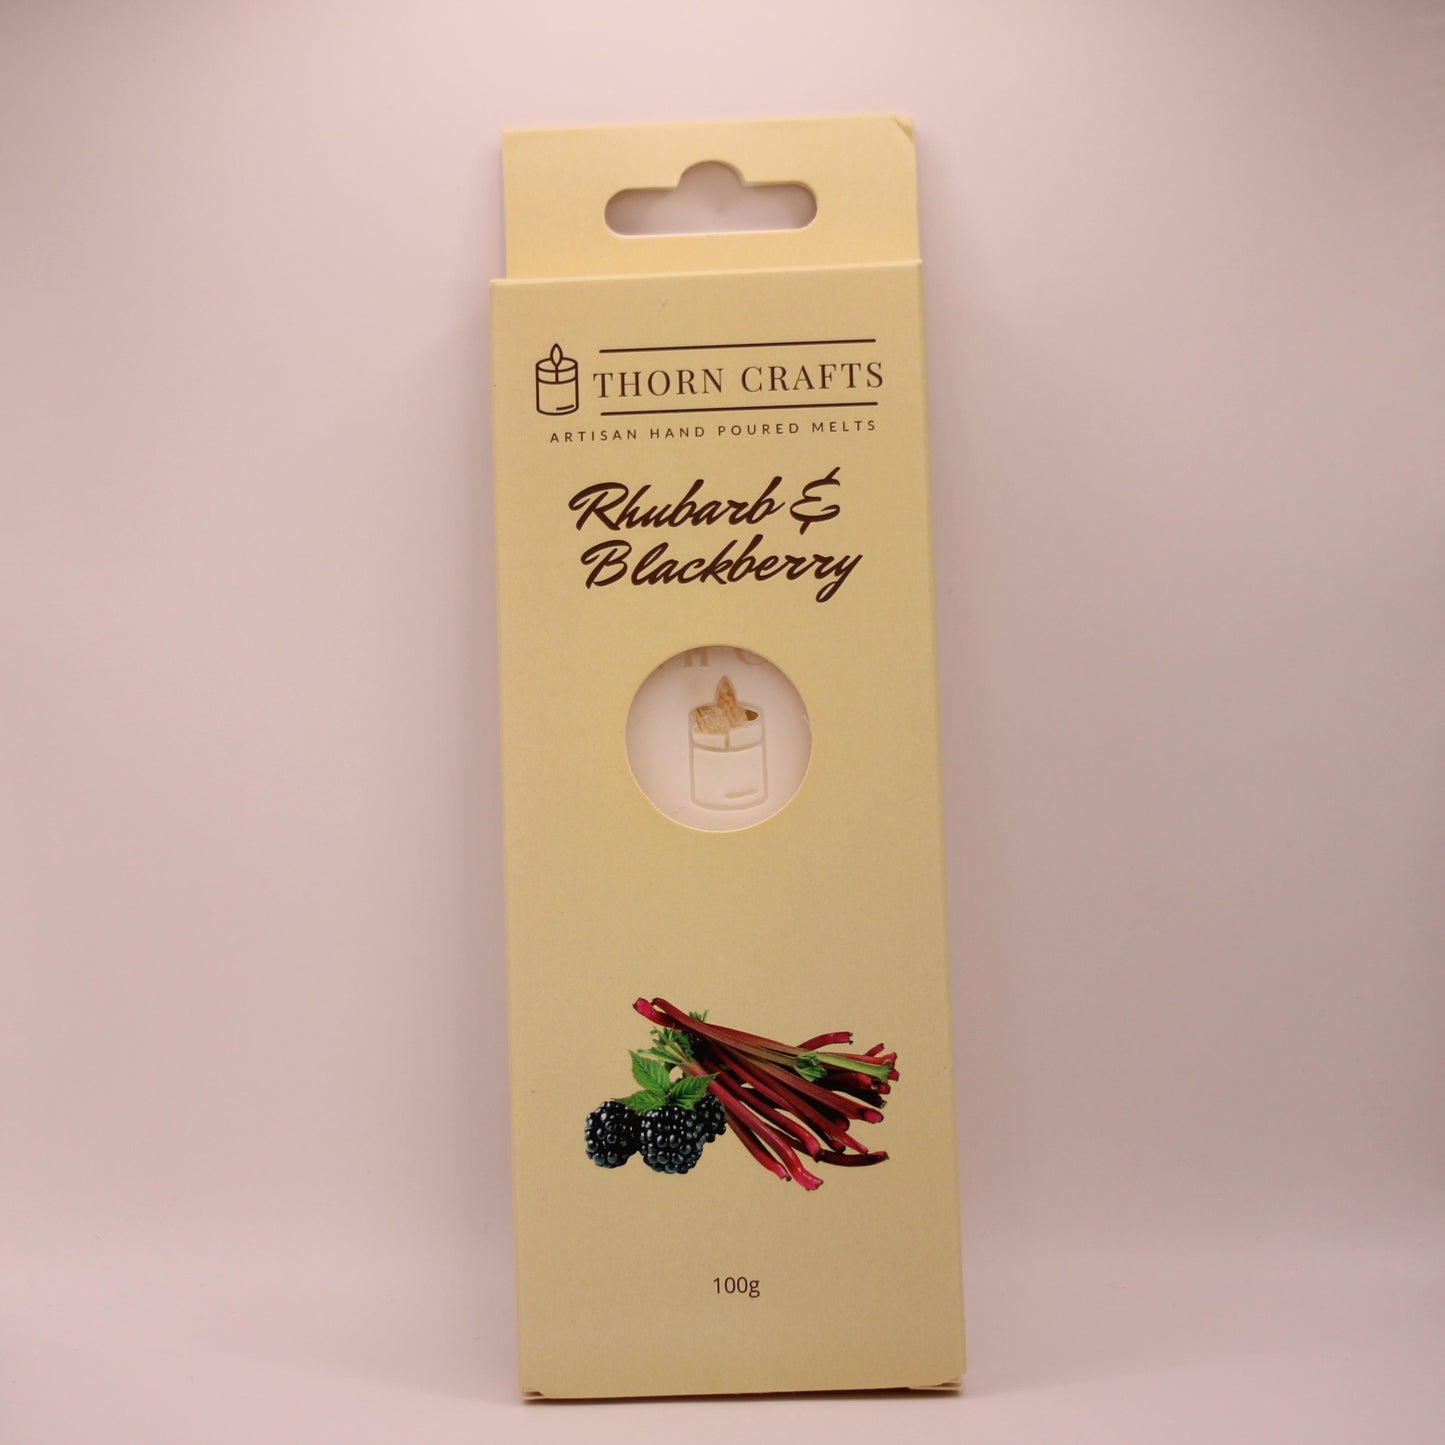 THORN CRAFTS
ARTISAN HAND POURED MELTS
Rhubarb &
Blackberry
100g